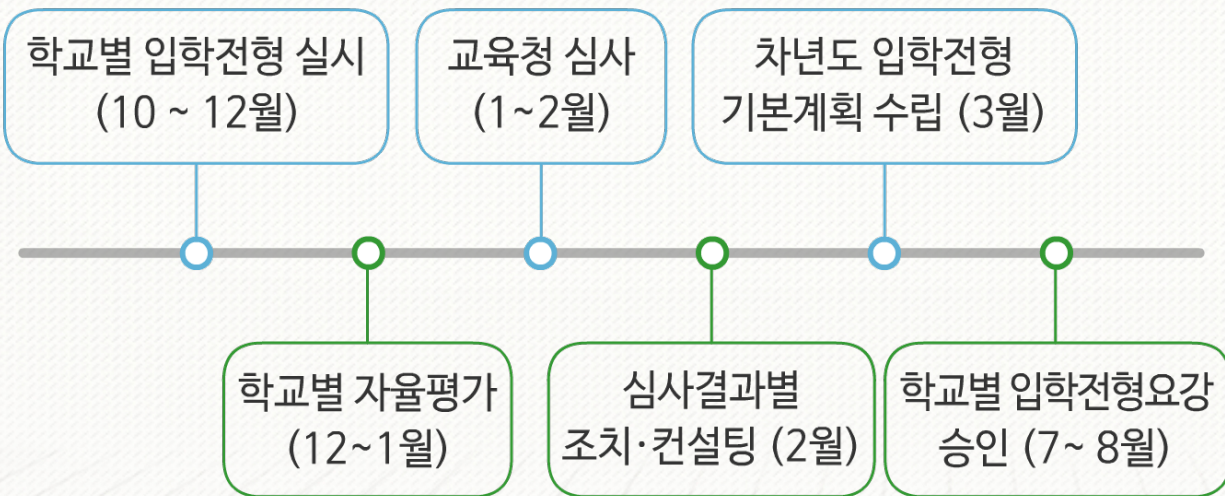 학교별 입학전형 실시
(10 ~ 12월)
교육청 심사
(1~2월)
차년도 입학전형
기본계획 수립 (3월)
학교별 자율평가
(12~1월)
심사결과별
조치·컨설팅 (2월)
학교별 입학전형요강
승인 (7~ 8월)